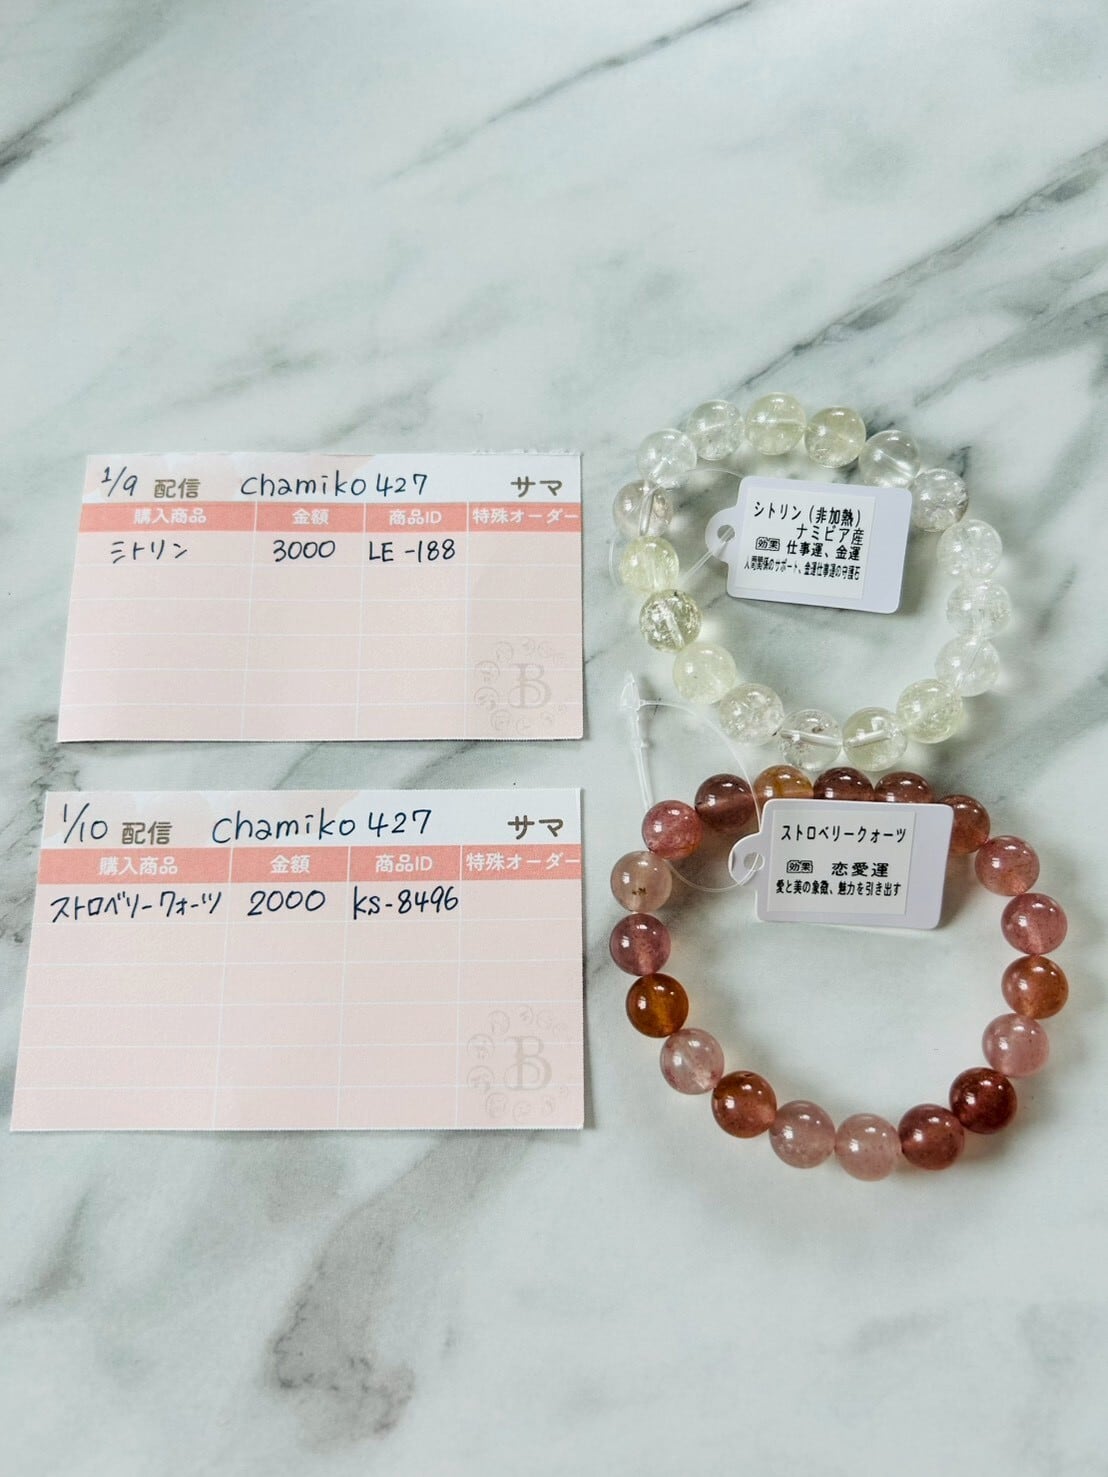 1/9 配信 chamiko427 サマ
購入商品 金額 商品ID 特殊オーダー
シトリン 3000 LE-188
B
シトリン(非加熱)
ナミビア産
効果 仕事運、金運
人間関係のサポート、金運仕事運の守護石
1/10 配信 chamiko427 サマ
購入商品 金額 商品ID 特殊オーダー
ストロベリークォーツ 2000 KS-8496
B
ストロベリークォーツ
効果 恋愛運
愛と美の象徴、魅力を引き出す